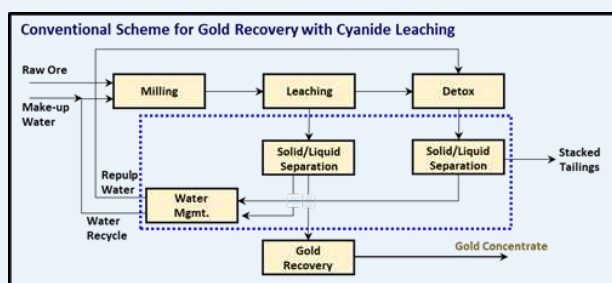 Conventional Scheme for Gold Recovery with Cyanide Leaching
Raw Ore
Make-up
Water
Milling
Leaching
Detox
Solid/Liquid
Separation
Solid/Liquid
Separation
Stacked
Tailings
Repulp
Water
Water
Mgmt.
Water
Recycle
Gold
Recovery
Gold Concentrate